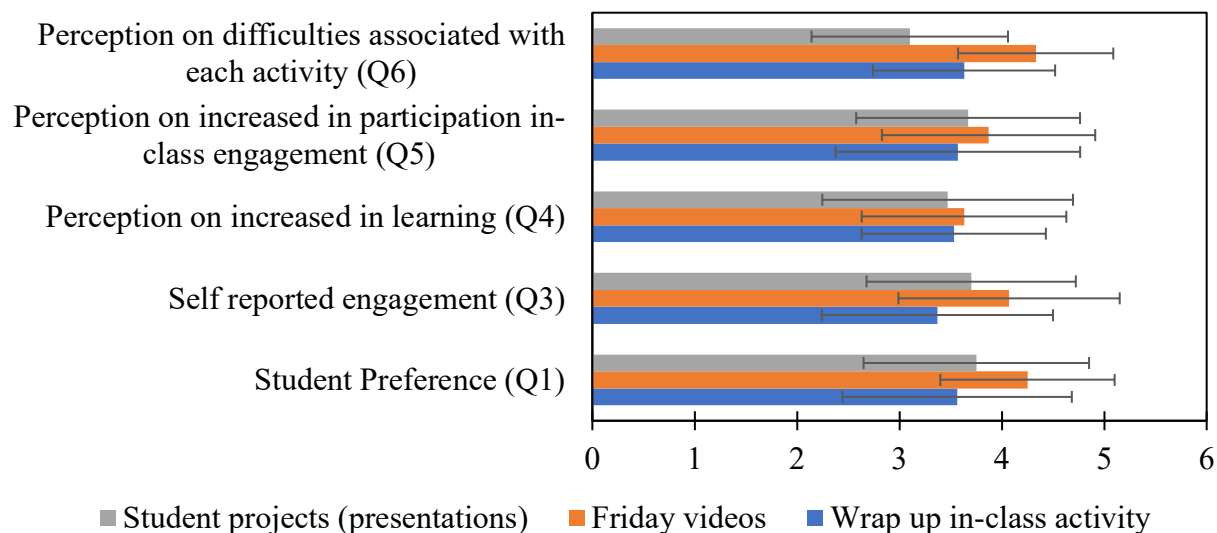 Perception on difficulties associated with
each activity (Q6)
Perception on increased in participation in-
class engagement (Q5)
Perception on increased in learning (Q4)
Self reported engagement (Q3)
Student Preference (Q1)
0 1 2 3 4 5 6
Student projects (presentations) Friday videos Wrap up in-class activity